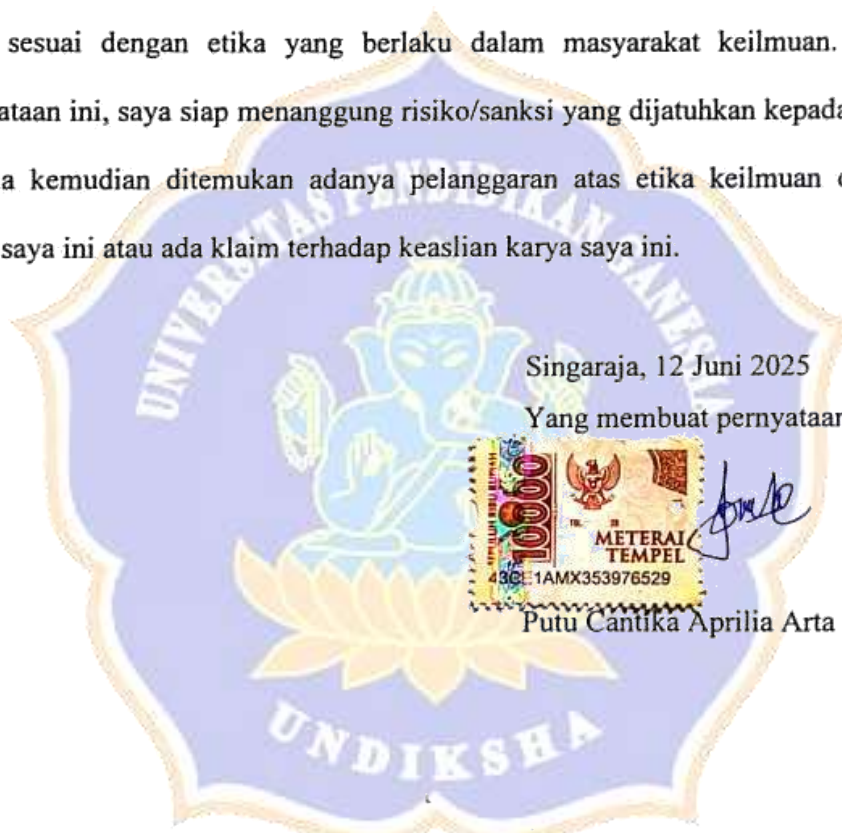 sesuai dengan etika yang berlaku dalam masyarakat keilmuan.
ataan ini, saya siap menanggung risiko/sanksi yang dijatuhkan kepada
a kemudian ditemukan adanya pelanggaran atas etika keilmuan
saya ini atau ada klaim terhadap keaslian karya saya ini.
UNIVERSITAS PENDIDIKAN GANESHA
Singaraja, 12 Juni 2025
Yang membuat pernyataan
10000
METERAI
TEMPEL
1AMX353976529
Putu Cantika Aprilia Arta
UNDIKSHA